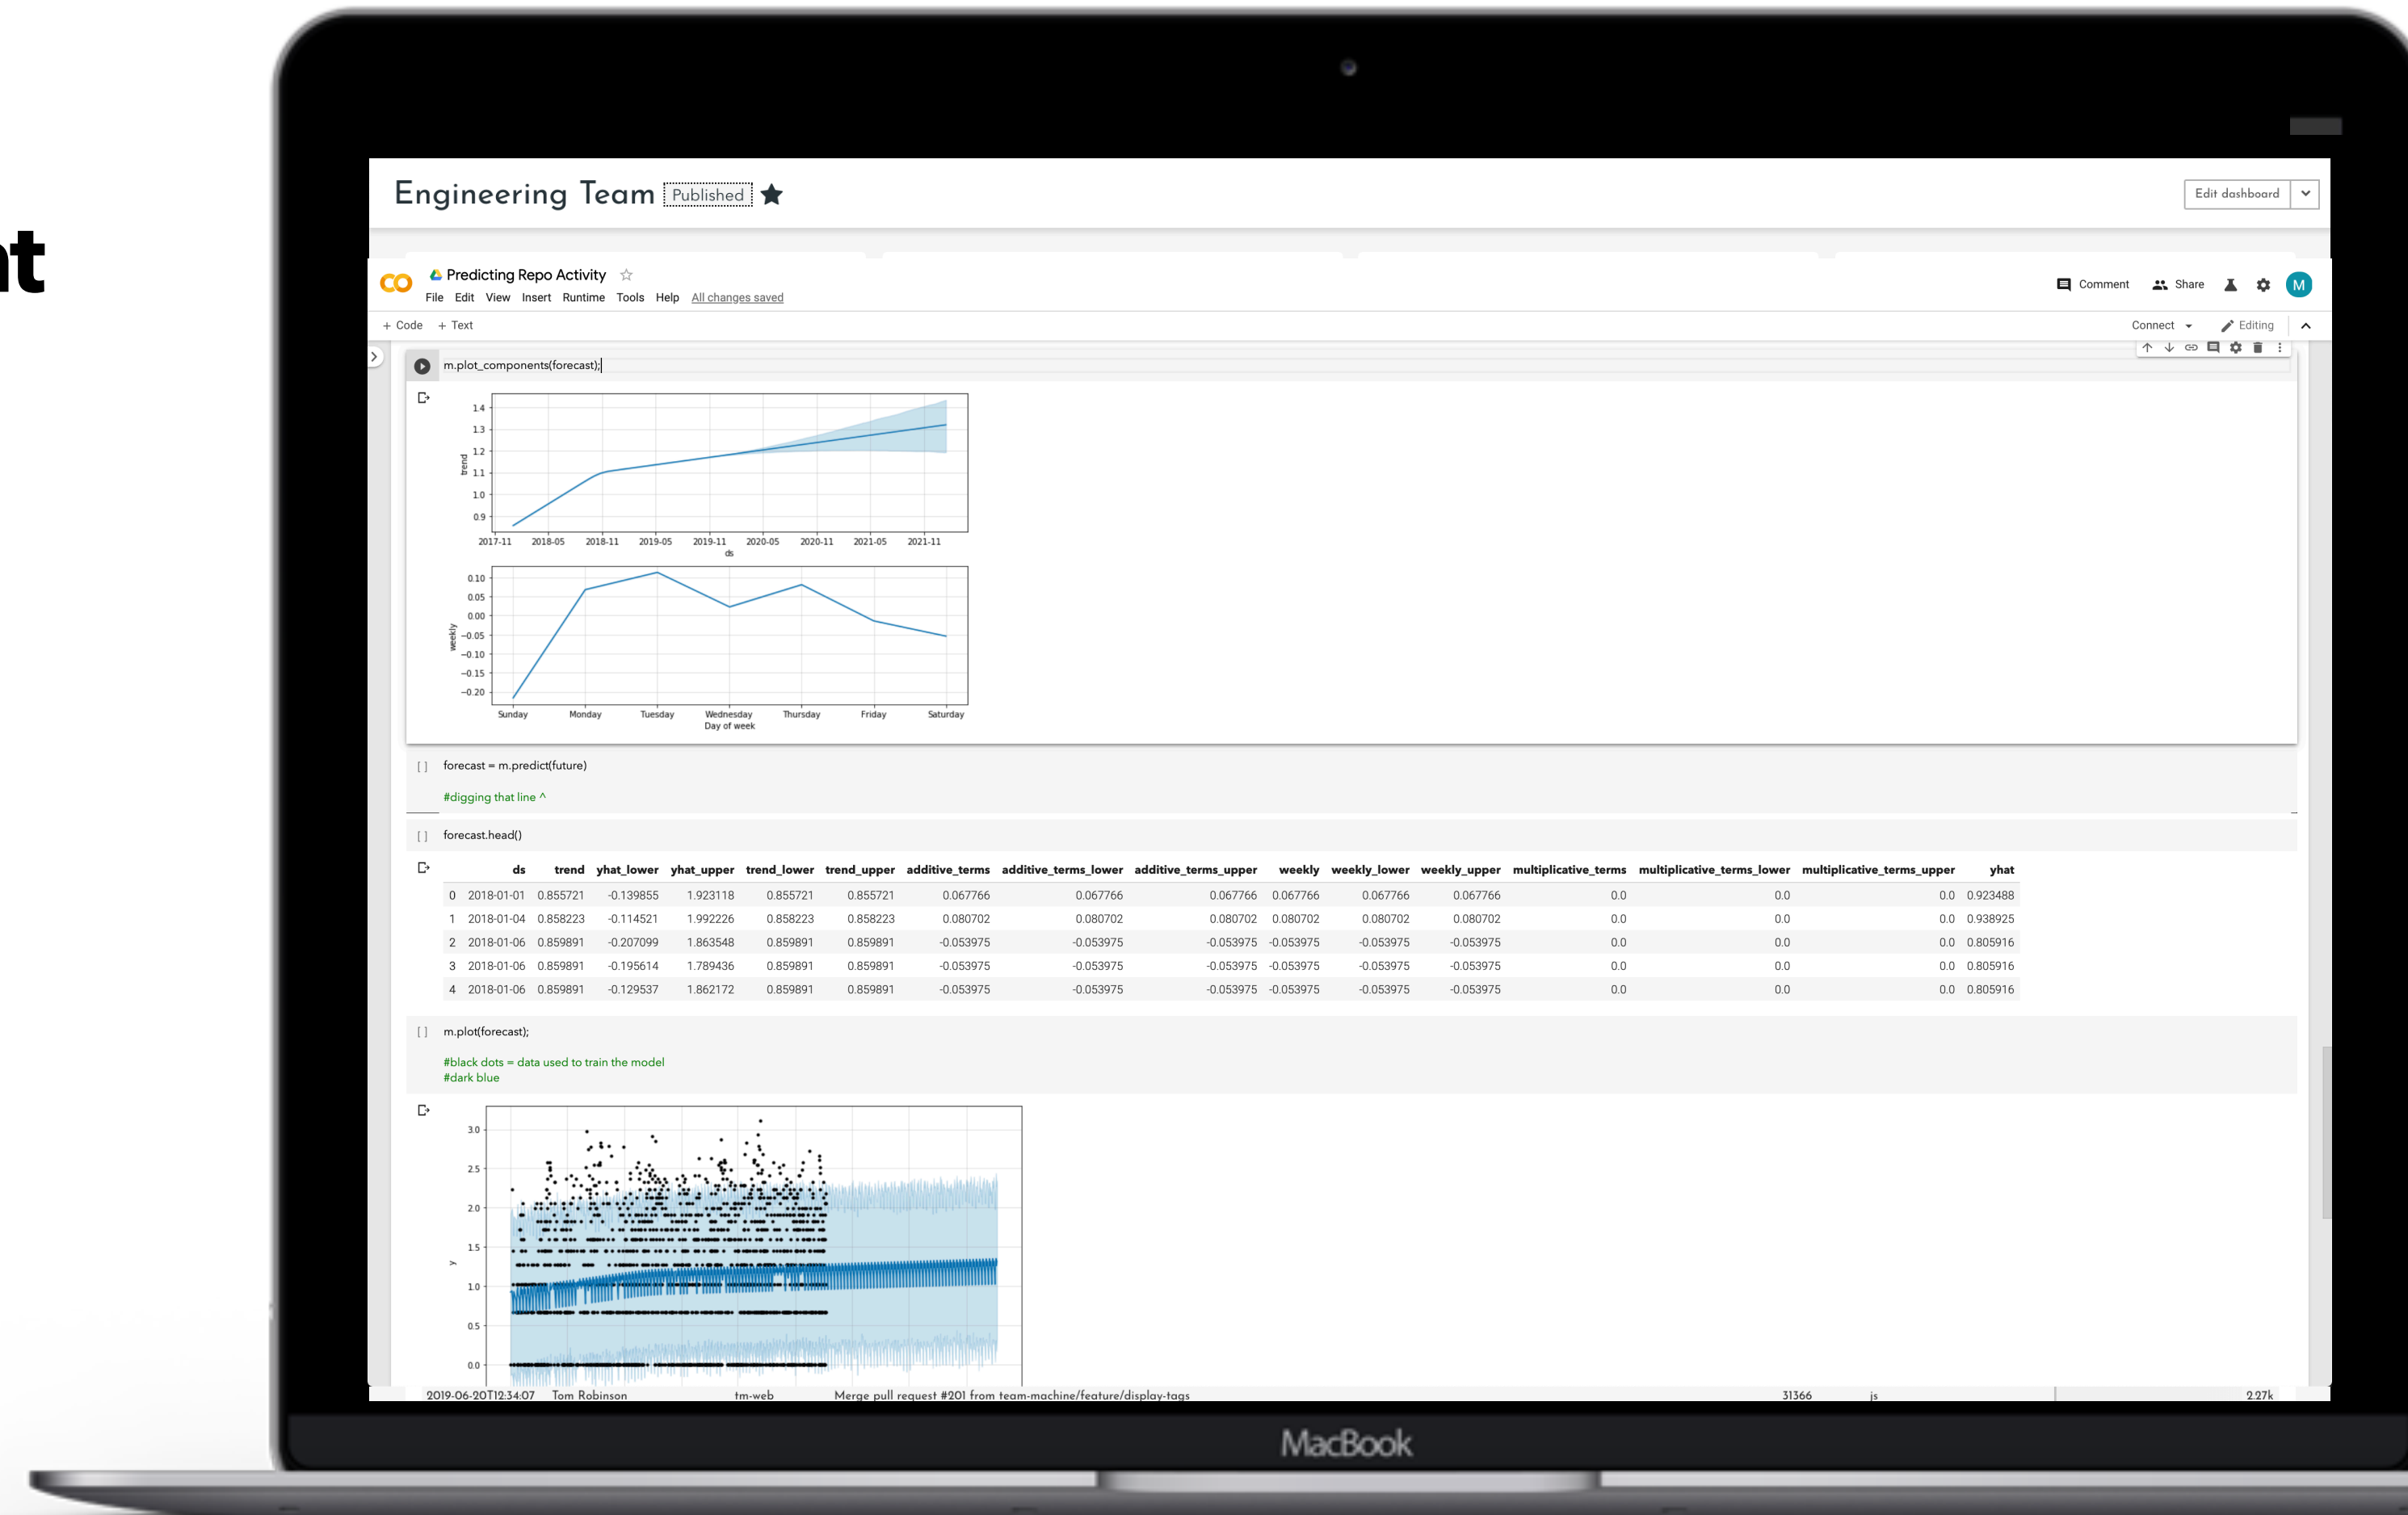 t
Engineering Team Published
Edit dashboard
Predicting Repo Activity
File Edit View Insert Runtime Tools Help All changes saved
Comment Share M
+ Code + Text
Connect Editing
m.plot_components(forecast);
1.4
1.3
1.2
1.1
1.0
0.9
trend
2017-11 2018-05 2018-11 2019-05 2019-11 2020-05 2020-11 2021-05 2021-11
ds
0.10
0.05
0.00
−0.05
−0.10
−0.15
−0.20
weekly
Sunday Monday Tuesday Wednesday Thursday Friday Saturday
Day of week
[ ] forecast = m.predict(future)
#digging that line ^
[ ] forecast.head()
ds trend yhat_lower yhat_upper trend_lower trend_upper additive_terms additive_terms_lower additive_terms_upper weekly weekly_lower weekly_upper multiplicative_terms multiplicative_terms_lower multiplicative_terms_upper yhat
0 2018-01-01 0.855721 -0.139855 1.923118 0.855721 0.855721 0.067766 0.067766 0.067766 0.067766 0.067766 0.067766 0.0 0.0 0.0 0.923488
1 2018-01-04 0.858223 -0.114521 1.992226 0.858223 0.858223 0.080702 0.080702 0.080702 0.080702 0.080702 0.080702 0.0 0.0 0.0 0.938925
2 2018-01-06 0.859891 -0.207099 1.863548 0.859891 0.859891 -0.053975 -0.053975 -0.053975 -0.053975 -0.053975 -0.053975 0.0 0.0 0.0 0.805916
3 2018-01-06 0.859891 -0.195614 1.789436 0.859891 0.859891 -0.053975 -0.053975 -0.053975 -0.053975 -0.053975 -0.053975 0.0 0.0 0.0 0.805916
4 2018-01-06 0.859891 -0.129537 1.862172 0.859891 0.859891 -0.053975 -0.053975 -0.053975 -0.053975 -0.053975 -0.053975 0.0 0.0 0.0 0.805916
[ ] m.plot(forecast);
#black dots = data used to train the model
#dark blue
3.0
2.5
2.0
1.5
1.0
0.5
0.0
y
2019-06-20T12:34:07 Tom Robinson tm-web Merge pull request #201 from team-machine/feature/display-tags 31366 js 2.27k
MacBook